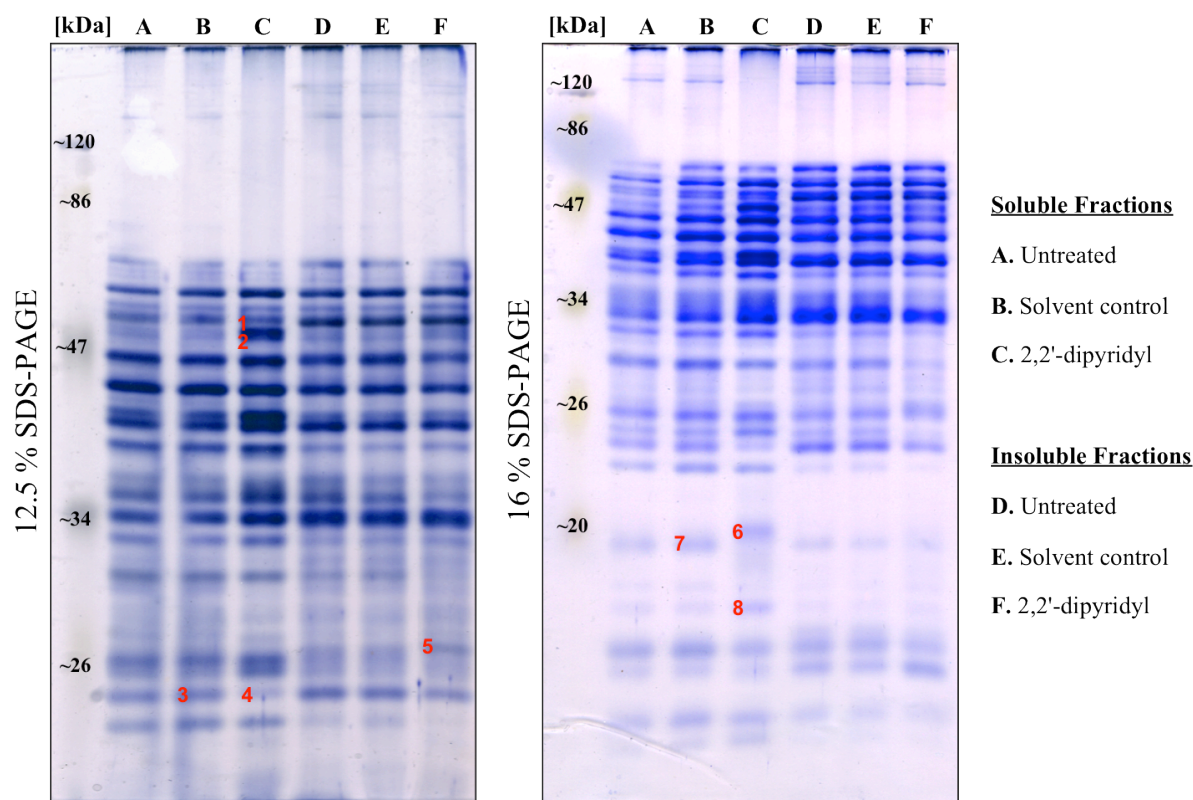 [kDa] A B C D E F
~120
~86
1
2
~47
~34
5
~26
3 4
12.5 % SDS-PAGE
[kDa] A B C D E F
~120
~86
~47
~34
~26
~20
6
7
8
16 % SDS-PAGE
Soluble Fractions
A. Untreated
B. Solvent control
C. 2,2'-dipyridyl
Insoluble Fractions
D. Untreated
E. Solvent control
F. 2,2'-dipyridyl